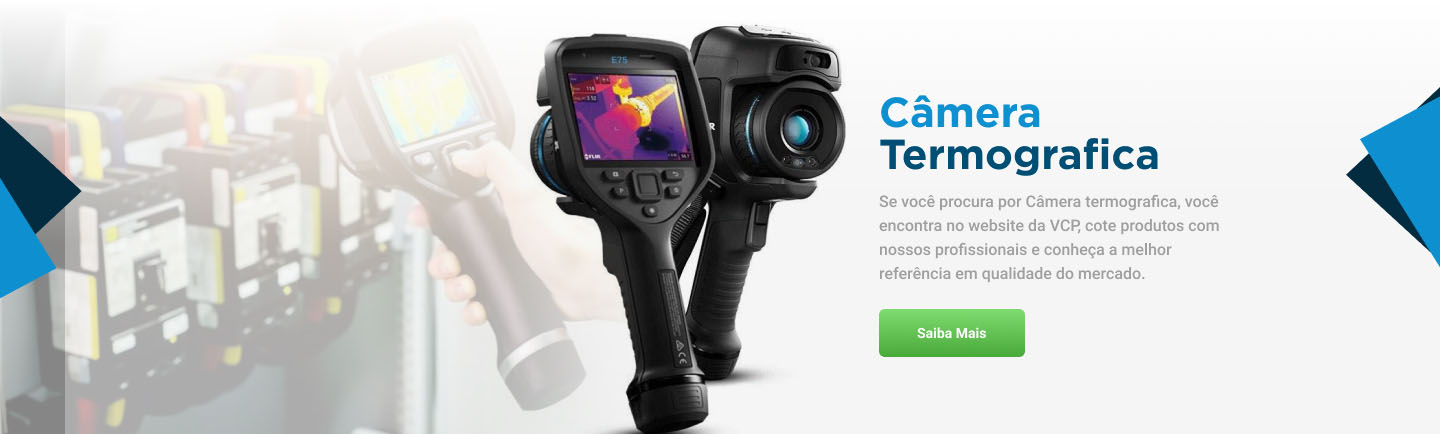 E75
FLIR
Câmera
Termografica
Se você procura por Câmera termografica, você
encontra no website da VCP, cote produtos com
nossos profissionais e conheça a melhor
referência em qualidade do mercado.
Saiba Mais